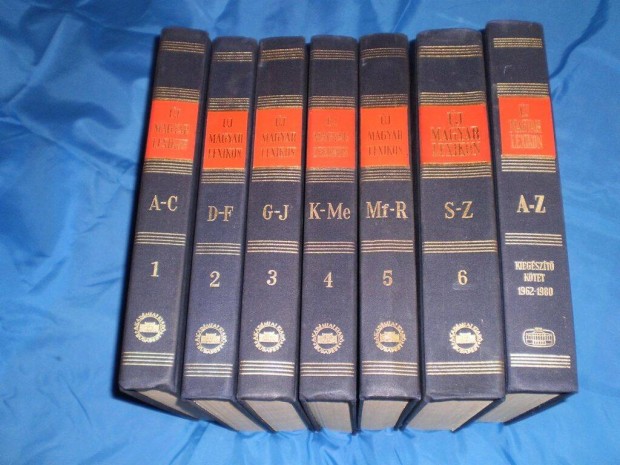 ÚJ
MAGYAR
LEXIKON
A-C
1
ÚJ
MAGYAR
LEXIKON
D-F
2
ÚJ
MAGYAR
LEXIKON
G-J
3
ÚJ
MAGYAR
LEXIKON
K-Me
4
ÚJ
MAGYAR
LEXIKON
Mf-R
5
ÚJ
MAGYAR
LEXIKON
S-Z
6
ÚJ
MAGYAR
LEXIKON
A-Z
KIEGÉSZÍTŐ
KÖTET
1962-1980